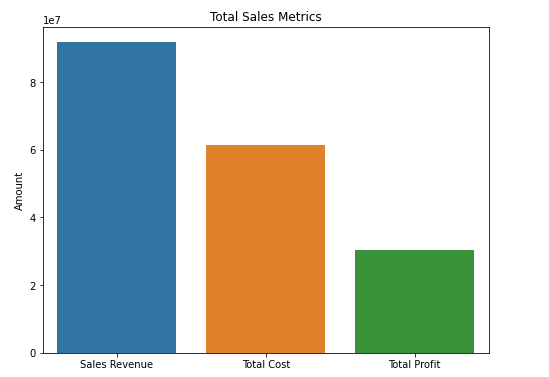 Total Sales Metrics
1e7
8
6
4
2
0
Amount
Sales Revenue
Total Cost
Total Profit